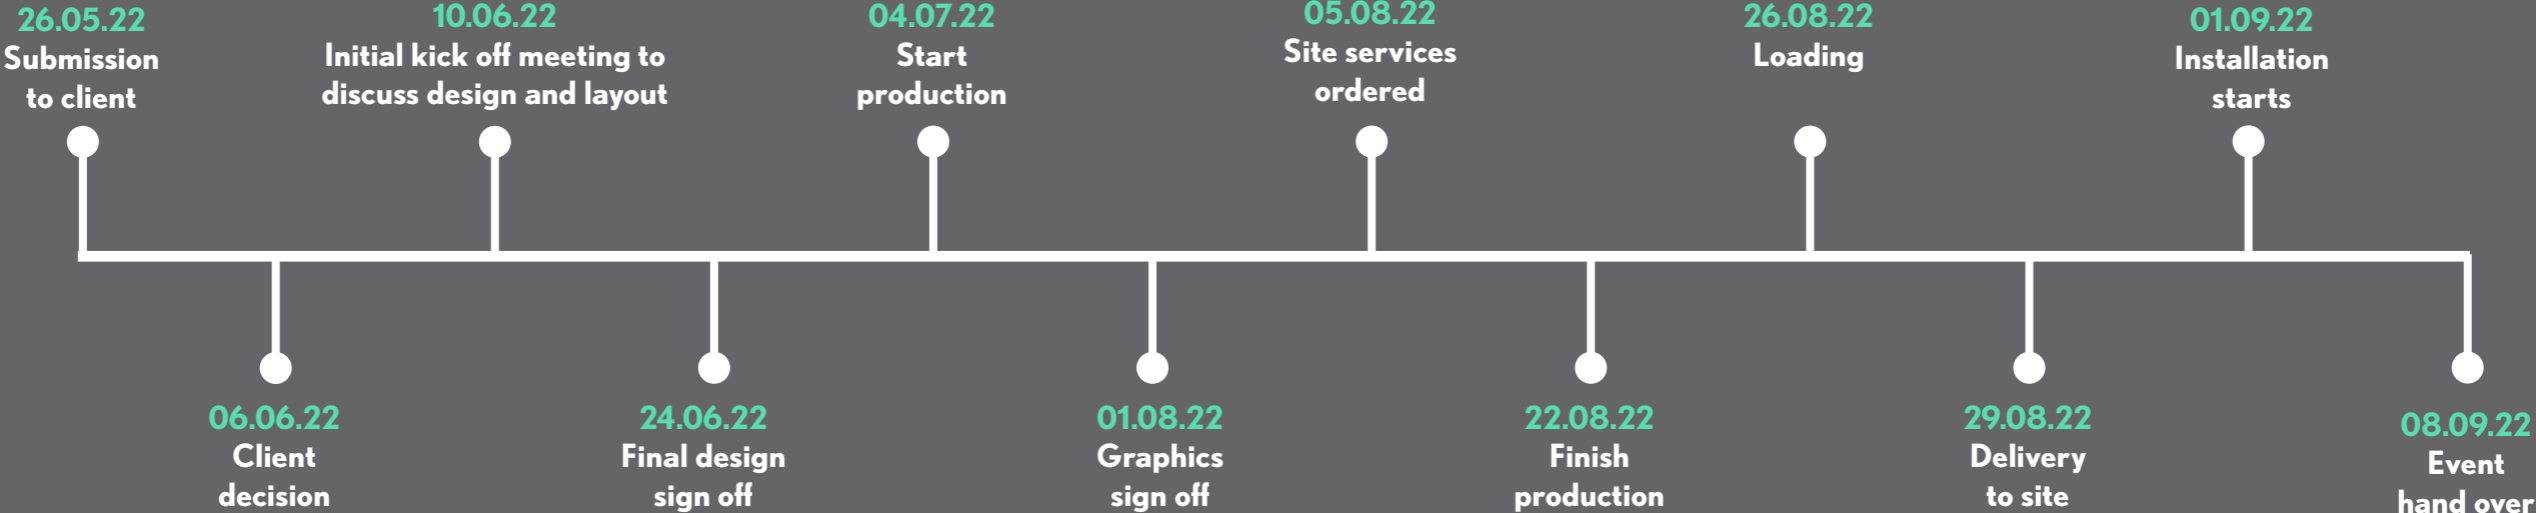 26.05.22
Submission
to client
06.06.22
Client
decision
10.06.22
Initial kick off meeting to
discuss design and layout
24.06.22
Final design
sign off
04.07.22
Start
production
01.08.22
Graphics
sign off
05.08.22
Site services
ordered
22.08.22
Finish
production
26.08.22
Loading
29.08.22
Delivery
to site
01.09.22
Installation
starts
08.09.22
Event
hand over